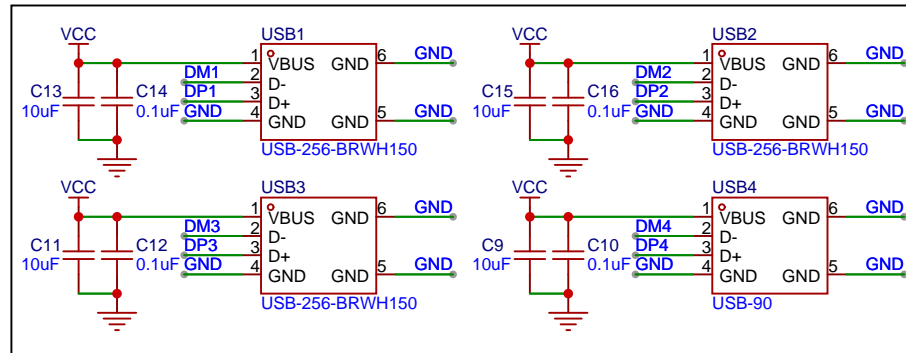 VCC
USB1
1 VBUS GND 6 GND
DM1 2 D-
C13 C14 DP1 3 D+
10uF 0.1uF GND 4 GND GND 5 GND
USB-256-BRWH150
VCC
USB2
1 VBUS GND 6 GND
DM2 2 D-
C15 C16 DP2 3 D+
10uF 0.1uF GND 4 GND GND 5 GND
USB-256-BRWH150
VCC
USB3
1 VBUS GND 6 GND
DM3 2 D-
C11 C12 DP3 3 D+
10uF 0.1uF GND 4 GND GND 5 GND
USB-256-BRWH150
VCC
USB4
1 VBUS GND 6 GND
DM4 2 D-
C9 C10 DP4 3 D+
10uF 0.1uF GND 4 GND GND 5 GND
USB-90